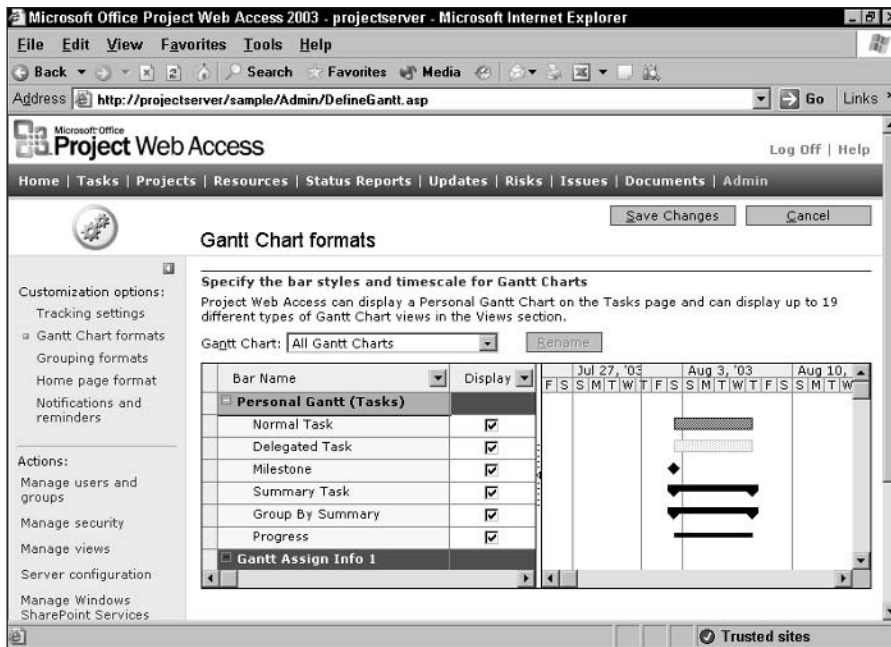 Microsoft Office Project Web Access 2003 - projectserver - Microsoft Internet Explorer
File Edit View Favorites Tools Help
Back Search Favorites Media
Address http://projectserver/sample/Admin/DefineGantt.asp Go Links
Microsoft Office
Project Web Access
Log Off | Help
Home | Tasks | Projects | Resources | Status Reports | Updates | Risks | Issues | Documents | Admin
Save Changes Cancel
Gantt Chart formats
Customization options:
Tracking settings
Gantt Chart formats
Grouping formats
Home page format
Notifications and
reminders
Actions:
Manage users and
groups
Manage security
Manage views
Server configuration
Manage Windows
SharePoint Services
Specify the bar styles and timescale for Gantt Charts
Project Web Access can display a Personal Gantt Chart on the Tasks page and can display up to 19
different types of Gantt Chart views in the Views section.
Gantt Chart: All Gantt Charts Rename
Bar Name Display
Personal Gantt (Tasks)
Normal Task
Delegated Task
Milestone
Summary Task
Group By Summary
Progress
Gantt Assign Info 1
Jul 27, '03 Aug 3, '03 Aug 10,
F S S M T W T F S S M T W T F S S M T W
Trusted sites